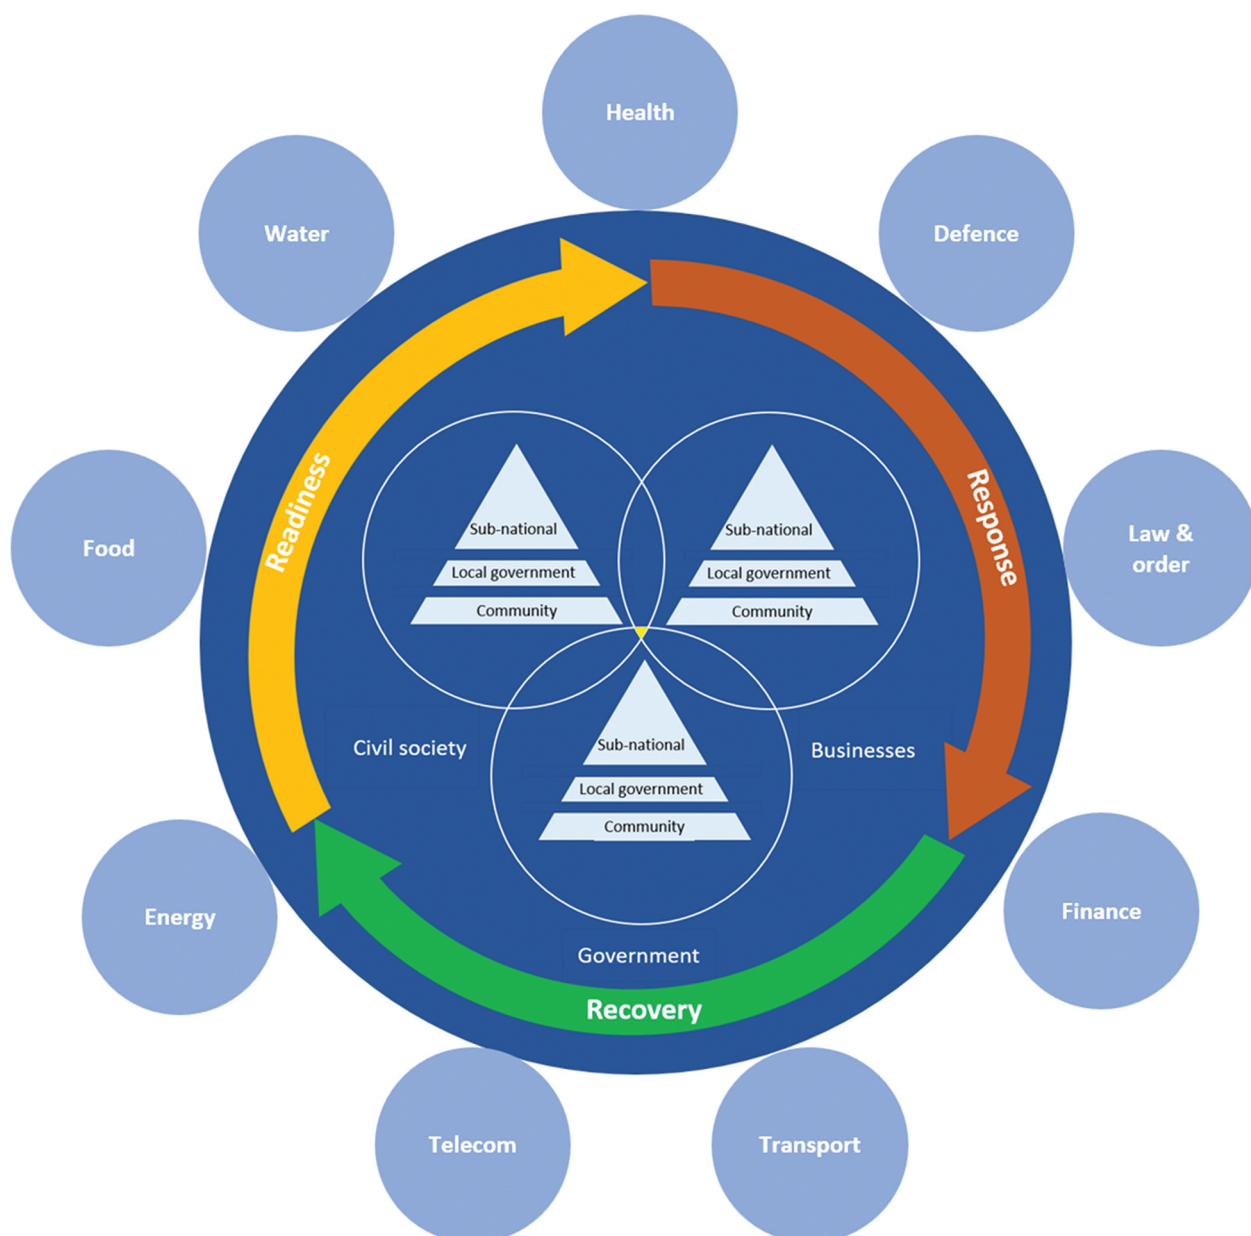 Health
Water
Defence
Readiness
Response
Food
Law &
order
Sub-national
Local government
Community
Sub-national
Local government
Community
Sub-national
Local government
Community
Civil society
Businesses
Government
Recovery
Energy
Finance
Telecom
Transport